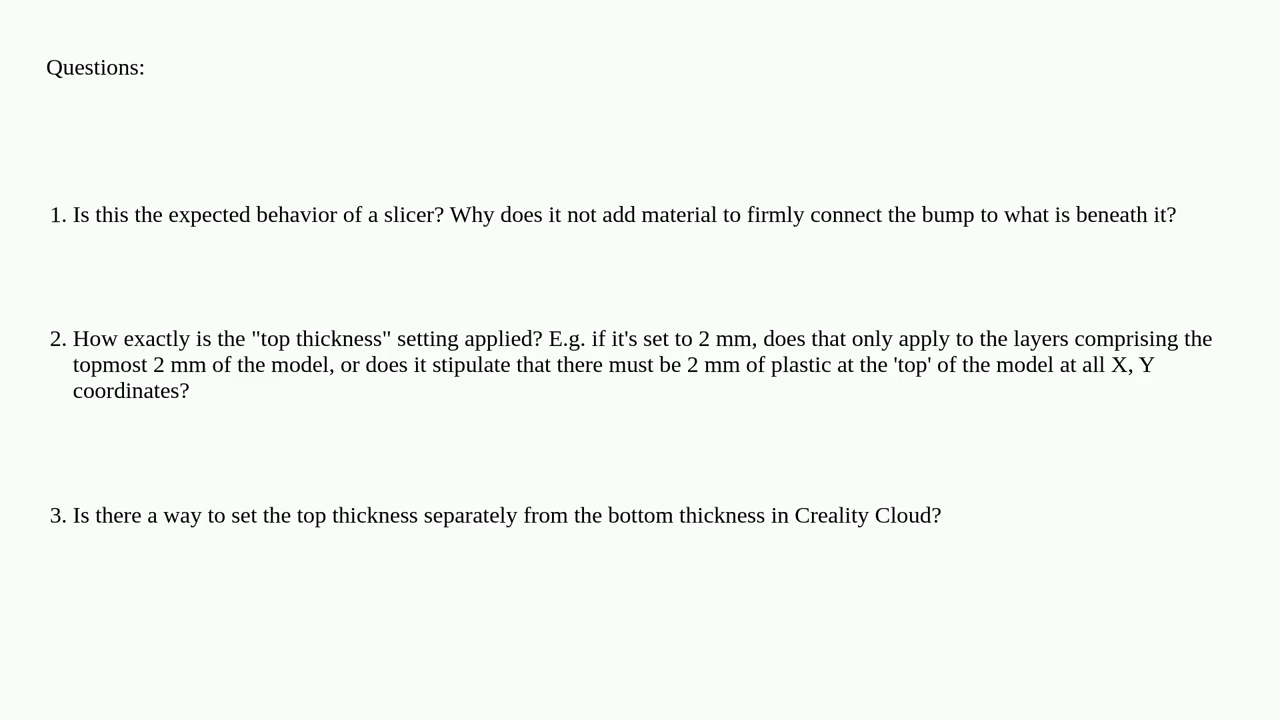 Questions:
1. Is this the expected behavior of a slicer? Why does it not add material to firmly connect the bump to what is beneath it?
2. How exactly is the "top thickness" setting applied? E.g. if it's set to 2 mm, does that only apply to the layers comprising the
topmost 2 mm of the model, or does it stipulate that there must be 2 mm of plastic at the 'top' of the model at all X, Y
coordinates?
3. Is there a way to set the top thickness separately from the bottom thickness in Creality Cloud?